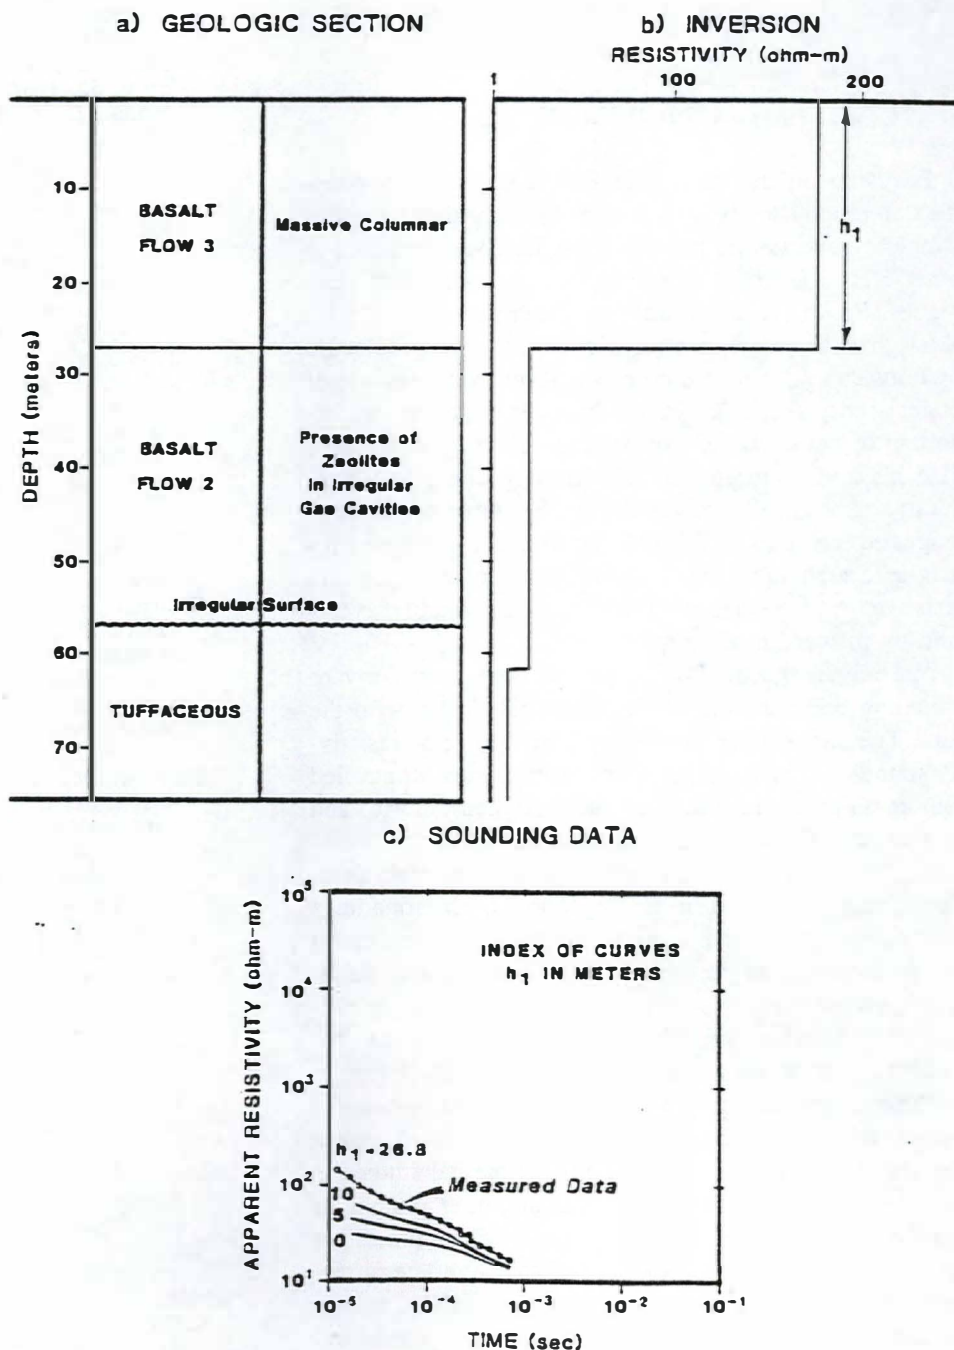 a) GEOLOGIC SECTION
b) INVERSION
RESISTIVITY (ohm-m)
1
100
200
10
20
30
40
50
60
70
DEPTH (meters)
BASALT
FLOW 3
Massive Columnar
h1
BASALT
FLOW 2
Presence of
Zeolites
in Irregular
Gas Cavities
Irregular Surface
TUFFACEOUS
c) SOUNDING DATA
APPARENT RESISTIVITY (ohm-m)
10^5
10^4
10^3
10^2
10^1
INDEX OF CURVES
h1 IN METERS
h1 = 26.8
10
5
0
Measured Data
10^-5
10^-4
10^-3
10^-2
10^-1
TIME (sec)